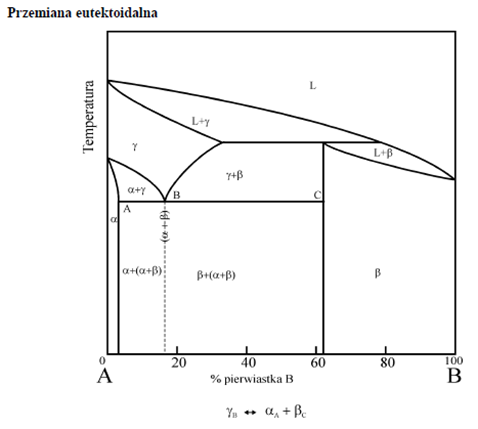 Przemiana eutektoidalna
Temperatura
L
L+γ
γ
L+β
γ+β
α+γ
B
C
A
α
(α+β)
α+(α+β)
β+(α+β)
β
0 20 40 60 80 100
A % pierwiastka B B
γB ↔ αA + βC